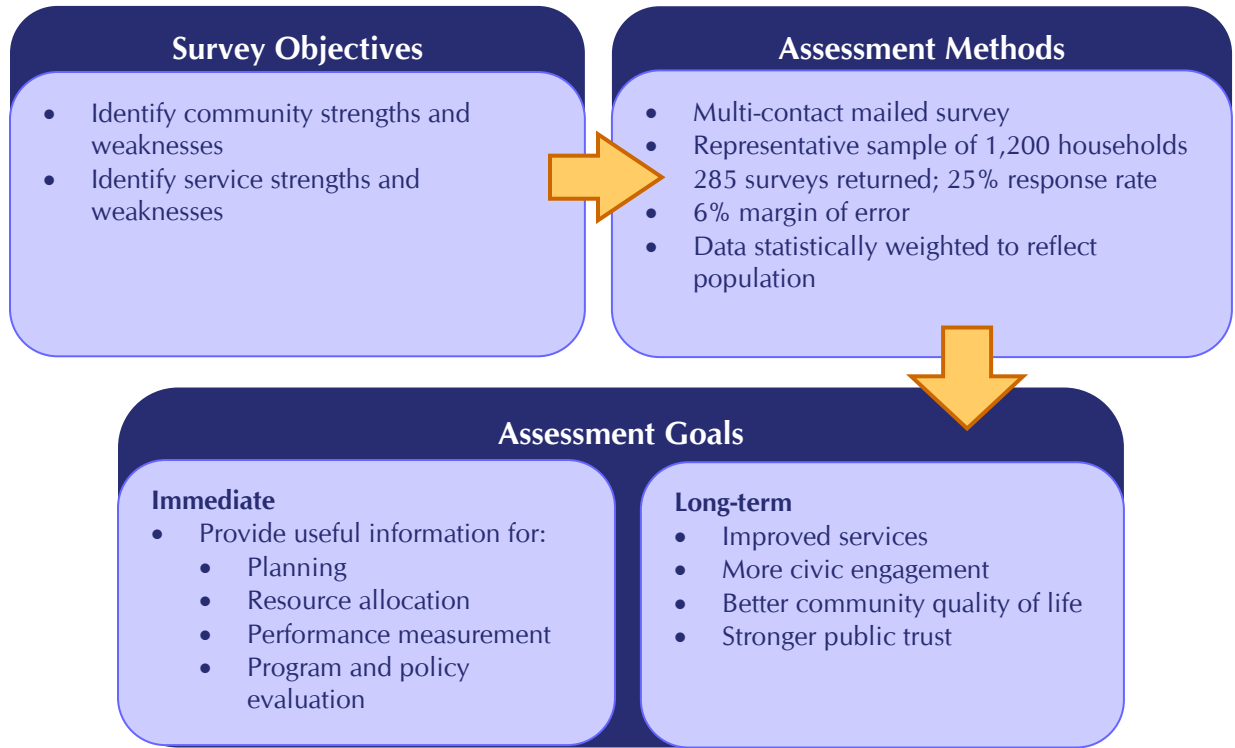 Survey Objectives
• Identify community strengths and
weaknesses
• Identify service strengths and
weaknesses
Assessment Methods
• Multi-contact mailed survey
• Representative sample of 1,200 households
285 surveys returned; 25% response rate
• 6% margin of error
• Data statistically weighted to reflect
population
Assessment Goals
Immediate
• Provide useful information for:
• Planning
• Resource allocation
• Performance measurement
• Program and policy
evaluation
Long-term
• Improved services
• More civic engagement
• Better community quality of life
• Stronger public trust